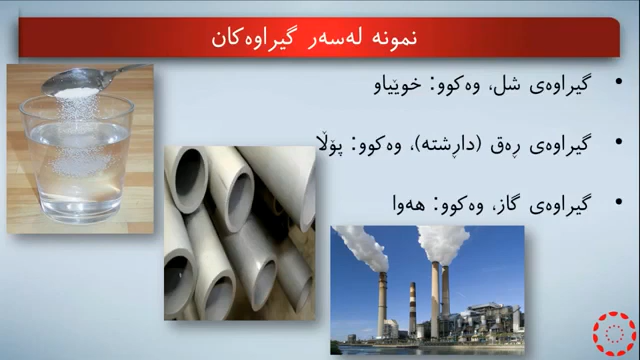 نمونە لەسەر گیراوەکان
گیراوەی شل، وەکوو: خوێیاو
گیراوەی ڕەق (داڕشتە)، وەکوو: پۆڵا
گیراوەی گاز، وەکوو: هەوا